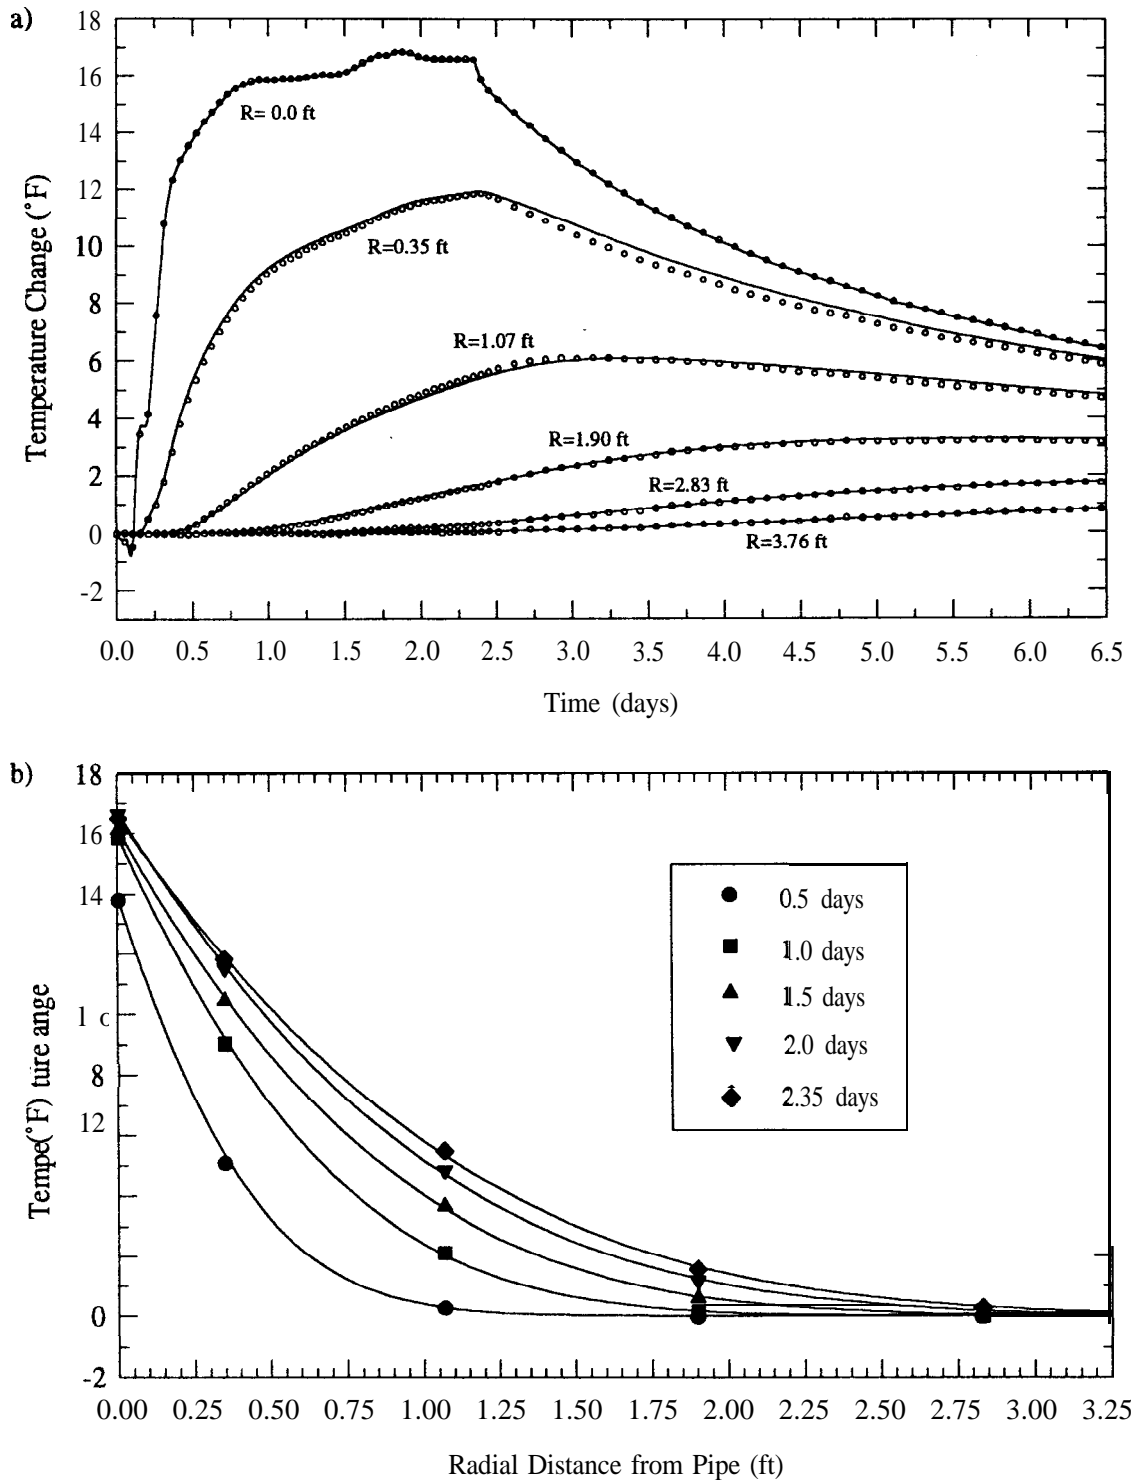 a)
18
16
14
12
10
8
6
4
2
0
-2
Temperature Change (°F)
R= 0.0 ft
R=0.35 ft
R=1.07 ft
R=1.90 ft
R=2.83 ft
R=3.76 ft
0.0 0.5 1.0 1.5 2.0 2.5 3.0 3.5 4.0 4.5 5.0 5.5 6.0 6.5
Time (days)
b)
18
16
14
1 c
8
12
0
-2
Tempe(°F) ture ange
0.5 days
1.0 days
1.5 days
2.0 days
2.35 days
0.00 0.25 0.50 0.75 1.00 1.25 1.50 1.75 2.00 2.25 2.50 2.75 3.00 3.25
Radial Distance from Pipe (ft)